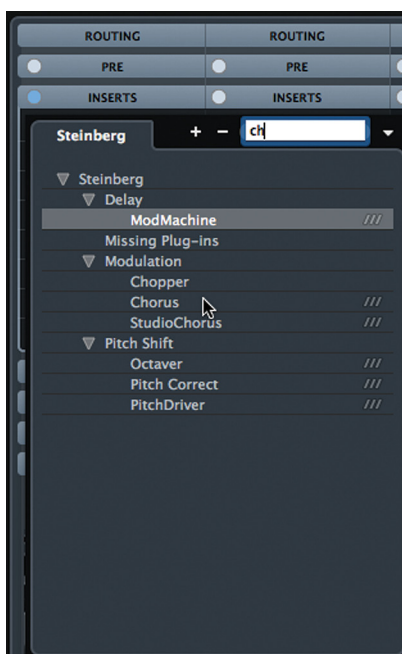 ROUTING ROUTING
PRE PRE
INSERTS INSERTS
Steinberg + − ch
Steinberg
Delay
ModMachine ///
Missing Plug-ins
Modulation
Chopper
Chorus ///
StudioChorus ///
Pitch Shift
Octaver ///
Pitch Correct ///
PitchDriver ///